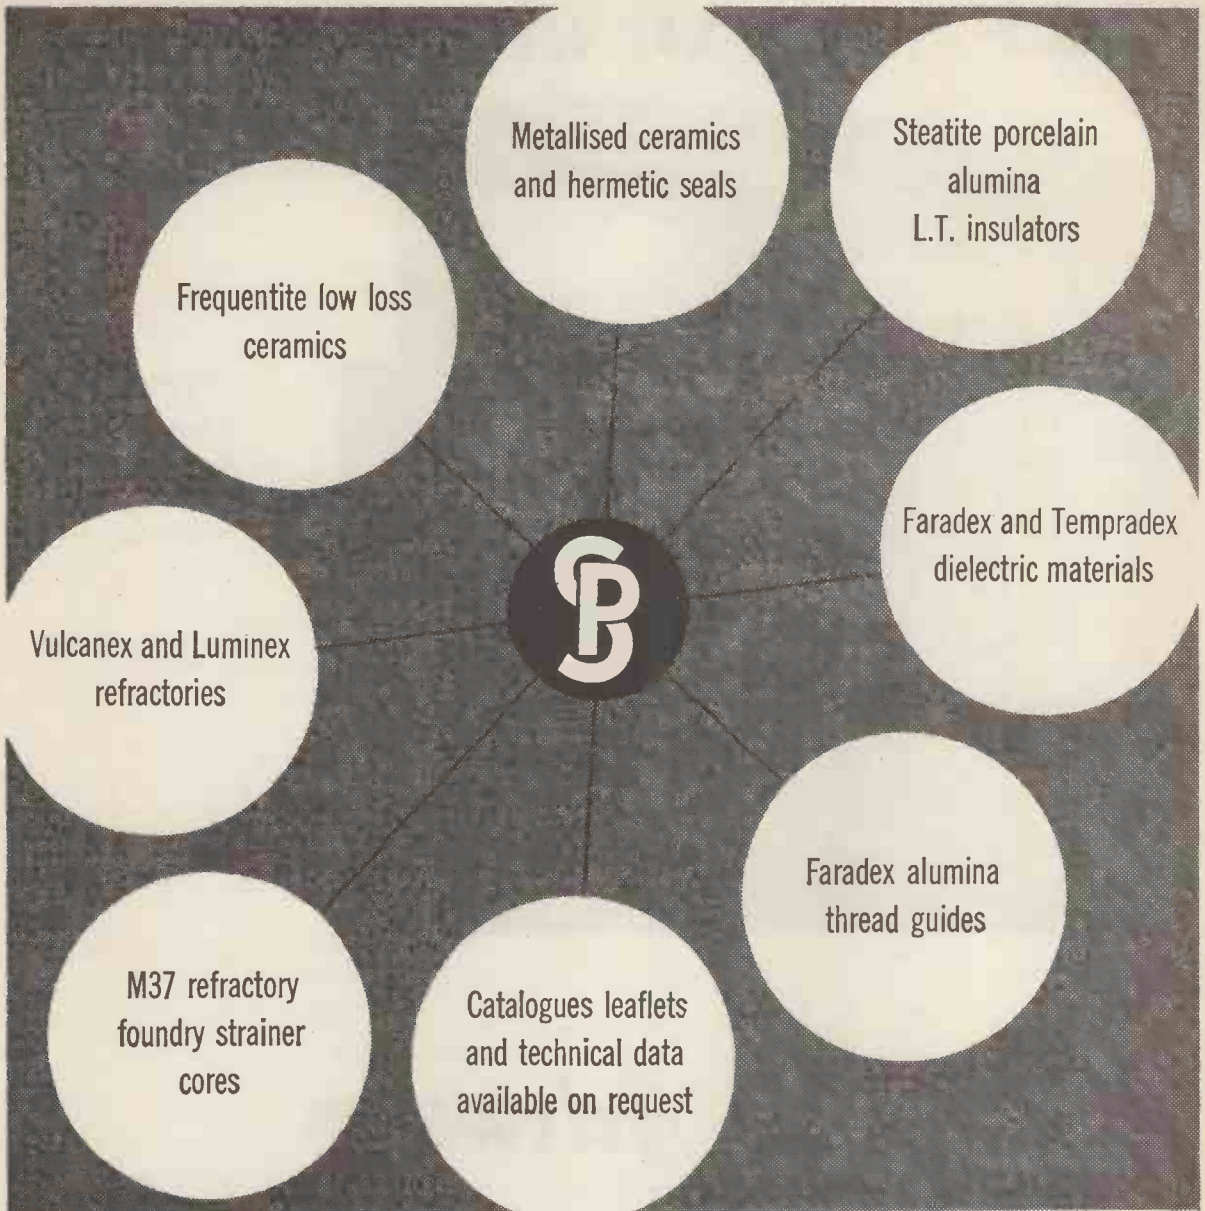 Metallised ceramics
and hermetic seals
Steatite porcelain
alumina
L.T. insulators
Frequentite low loss
ceramics
Faradex and Tempradex
dielectric materials
SP
Vulcanex and Luminex
refractories
Faradex alumina
thread guides
M37 refractory
foundry strainer
cores
Catalogues leaflets
and technical data
available on request